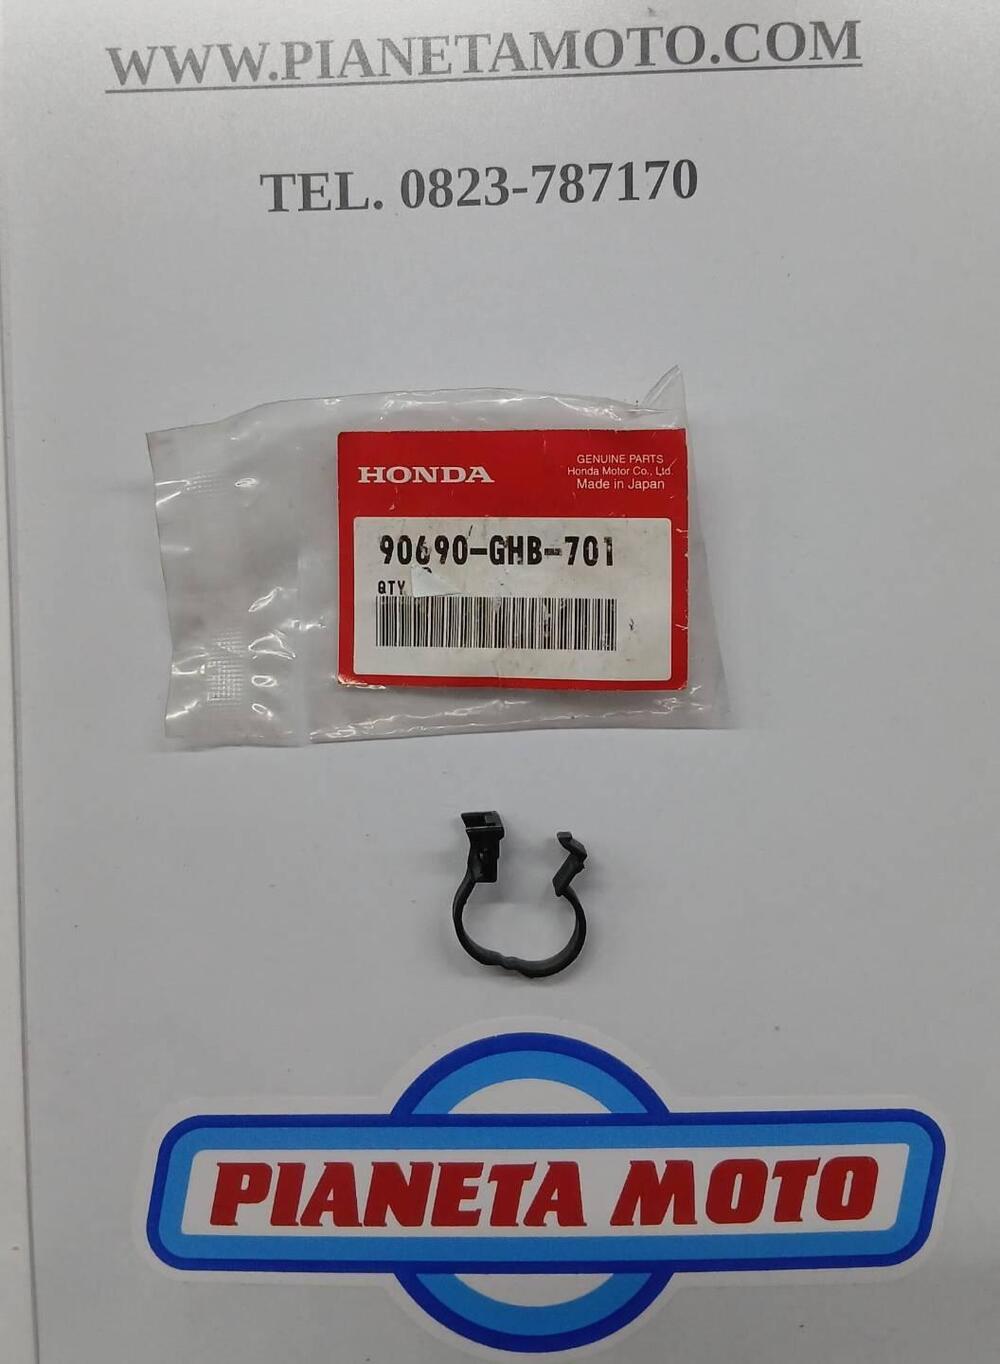 WWW.PIANETAMOTO.COM
TEL. 0823-787170
HONDA
GENUINE PARTS
Honda Motor Co., Ltd.
Made in Japan
90690-GHB-701
QTY
PIANETA MOTO